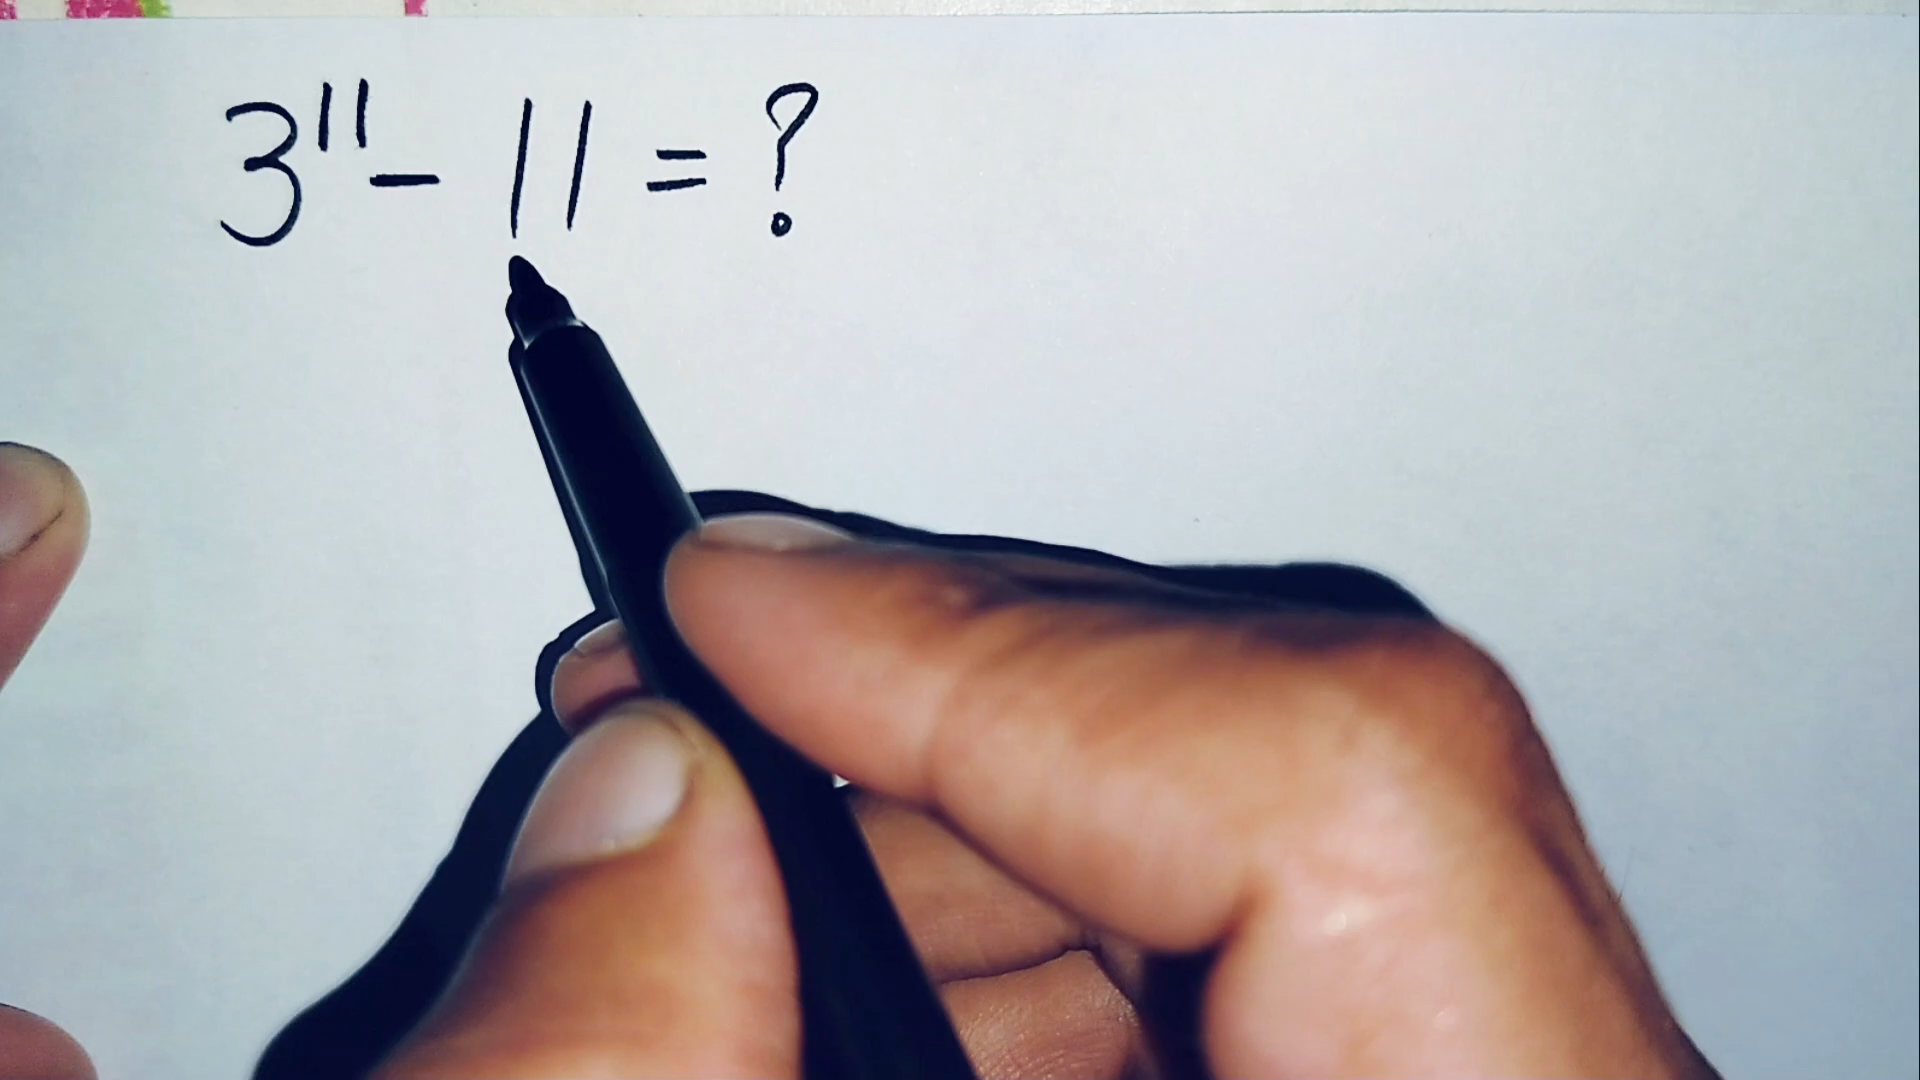 3¹¹ - 11 = ?